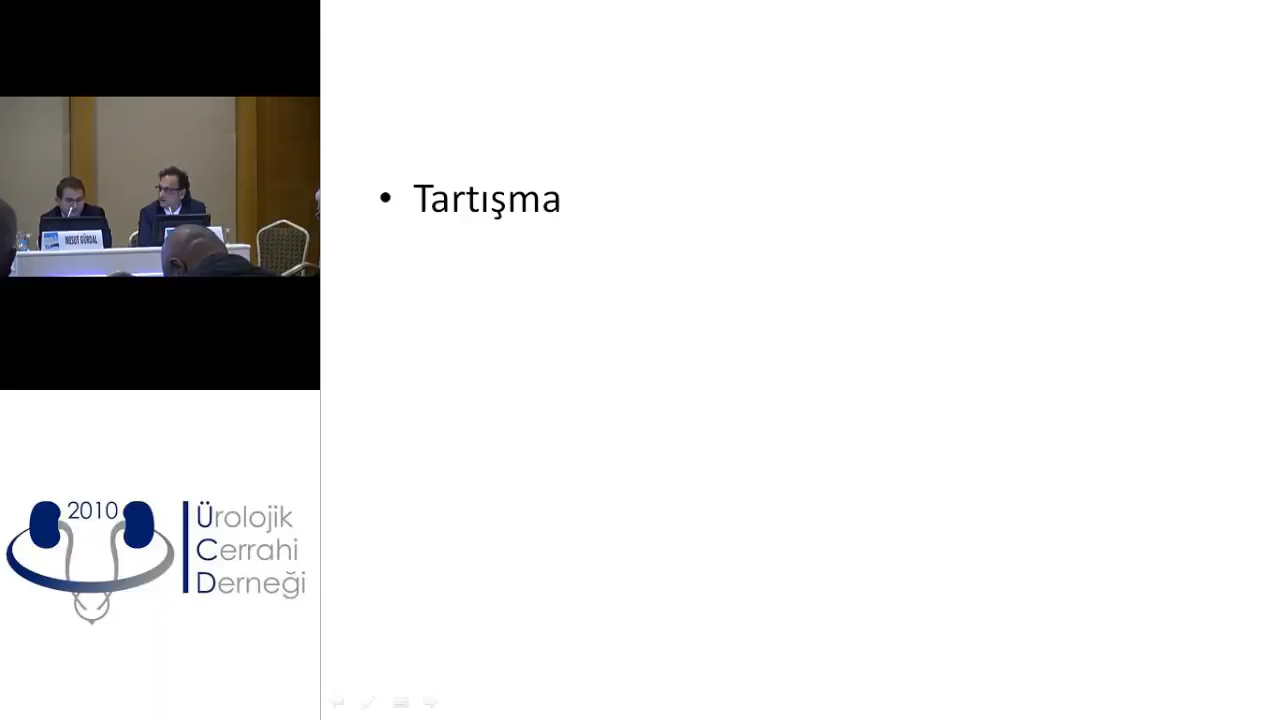 MESUT GÜRDAL
• Tartışma
2010
Ürolojik
Cerrahi
Derneği